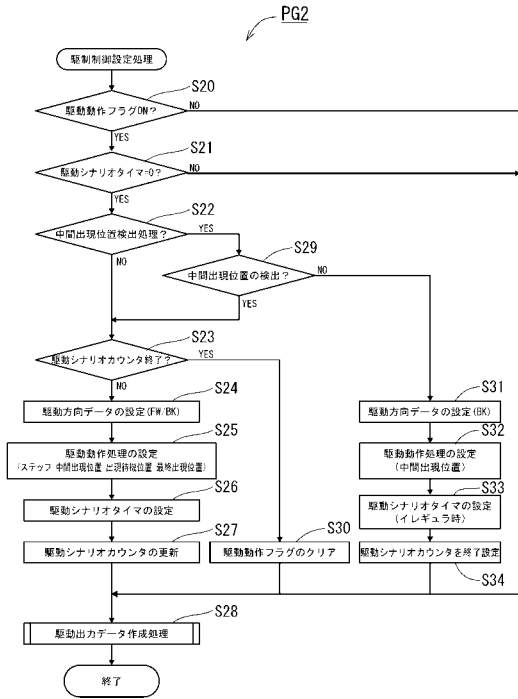 PG2
駆制制御設定処理
S20
駆動動作フラグON?
NO
YES
S21
駆動シナリオタイマ=0?
NO
YES
S22
中間出現位置検出処理?
YES
NO
S29
中間出現位置の検出?
NO
YES
S23
駆動シナリオカウンタ終了?
YES
NO
S24
駆動方向データの設定(FW/BK)
S25
駆動動作処理の設定
(ステップ 中間出現位置 出現待機位置 最終出現位置)
S26
駆動シナリオタイマの設定
S27
駆動シナリオカウンタの更新
S30
駆動動作フラグのクリア
S31
駆動方向データの設定(BK)
S32
駆動動作処理の設定
(中間出現位置)
S33
駆動シナリオタイマの設定
(イレギュラ時)
駆動シナリオカウンタを終了設定
S34
S28
駆動出力データ作成処理
終了